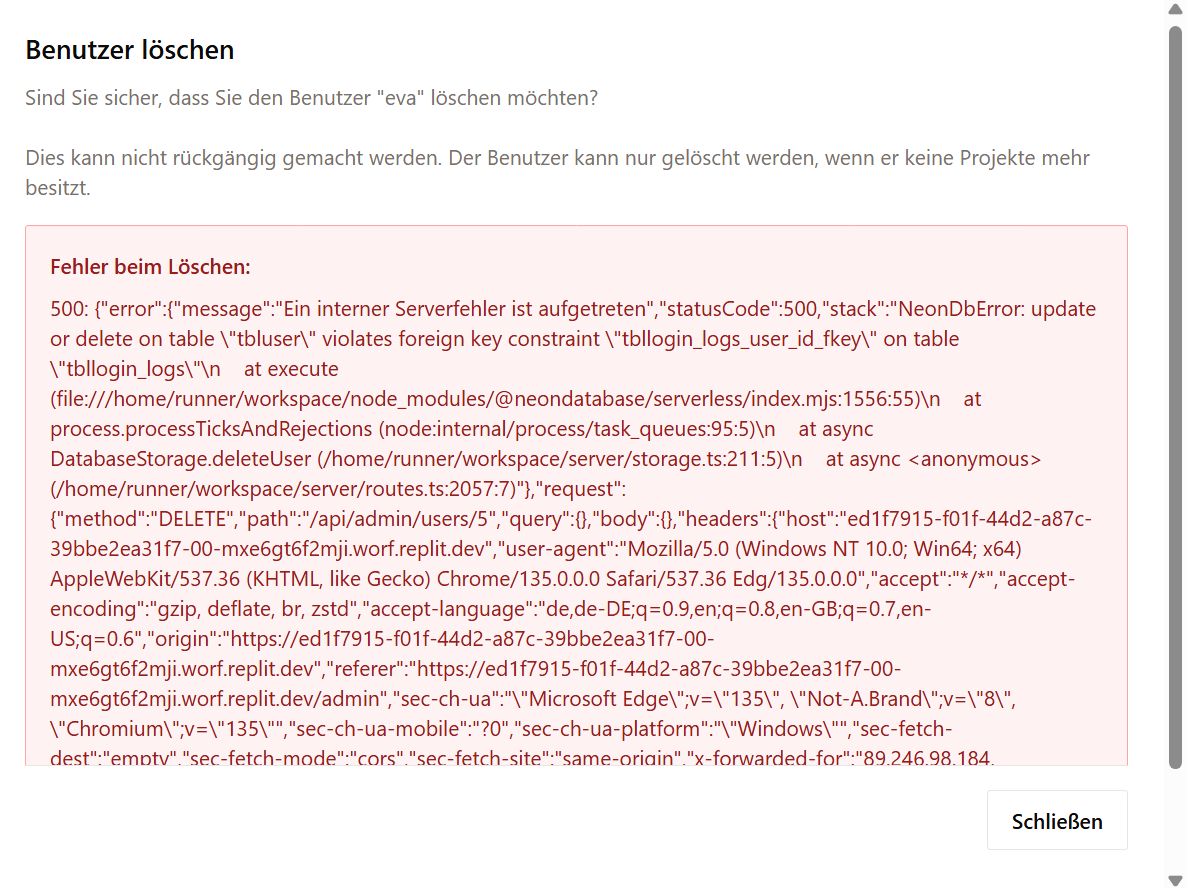 Benutzer löschen
Sind Sie sicher, dass Sie den Benutzer "eva" löschen möchten?
Dies kann nicht rückgängig gemacht werden. Der Benutzer kann nur gelöscht werden, wenn er keine Projekte mehr
besitzt.
Fehler beim Löschen:
500: {"error":{"message":"Ein interner Serverfehler ist aufgetreten","statusCode":500,"stack":"NeonDbError: update
or delete on table \"tbluser\" violates foreign key constraint \"tbllogin_logs_user_id_fkey\" on table
\"tbllogin_logs\"\n    at execute
(file:///home/runner/workspace/node_modules/@neondatabase/serverless/index.mjs:1556:55)\n    at
process.processTicksAndRejections (node:internal/process/task_queues:95:5)\n    at async
DatabaseStorage.deleteUser (/home/runner/workspace/server/storage.ts:211:5)\n    at async <anonymous>
(/home/runner/workspace/server/routes.ts:2057:7)"},"request":
{"method":"DELETE","path":"/api/admin/users/5","query":{},"body":{},"headers":{"host":"ed1f7915-f01f-44d2-a87c-
39bbe2ea31f7-00-mxe6gt6f2mji.worf.replit.dev","user-agent":"Mozilla/5.0 (Windows NT 10.0; Win64; x64)
AppleWebKit/537.36 (KHTML, like Gecko) Chrome/135.0.0.0 Safari/537.36 Edg/135.0.0.0","accept":"*/*","accept-
encoding":"gzip, deflate, br, zstd","accept-language":"de,de-DE;q=0.9,en;q=0.8,en-GB;q=0.7,en-
US;q=0.6","origin":"https://ed1f7915-f01f-44d2-a87c-39bbe2ea31f7-00-
mxe6gt6f2mji.worf.replit.dev","referer":"https://ed1f7915-f01f-44d2-a87c-39bbe2ea31f7-00-
mxe6gt6f2mji.worf.replit.dev/admin","sec-ch-ua":"\"Microsoft Edge\";v=\"135\", \"Not-A.Brand\";v=\"8\",
\"Chromium\";v=\"135\"","sec-ch-ua-mobile":"?0","sec-ch-ua-platform":"\"Windows\"","sec-fetch-
dest":"empty","sec-fetch-mode":"cors","sec-fetch-site":"same-origin","x-forwarded-for":"89.246.98.184,
Schließen